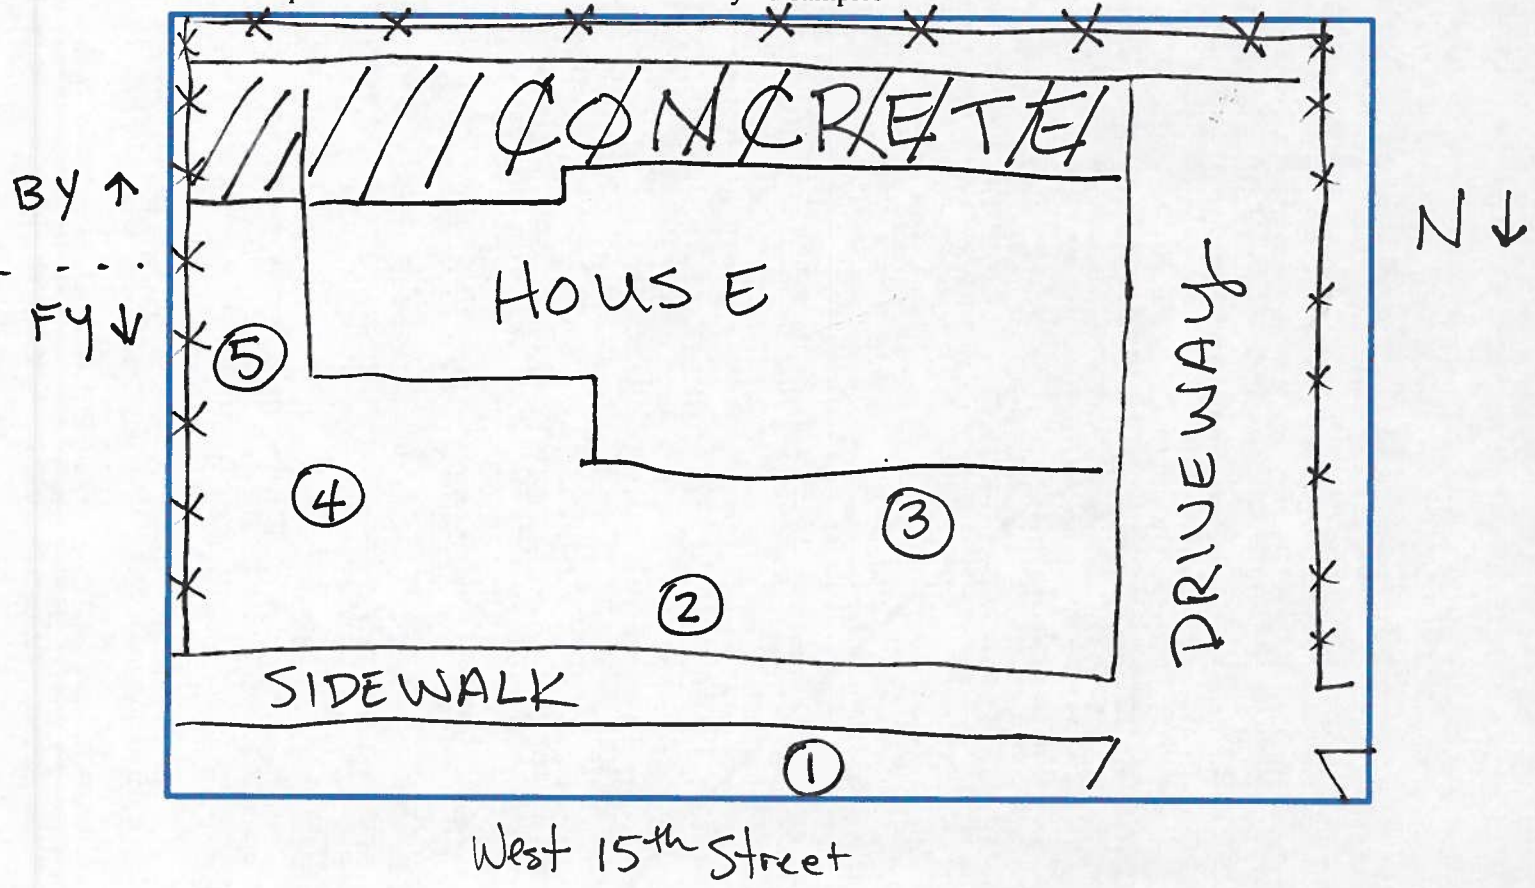 CONCRETE
BY ↑
N ↓
HOUSE
FY ↓
DRIVEWAY
5
4
3
2
SIDEWALK
1
West 15th Street